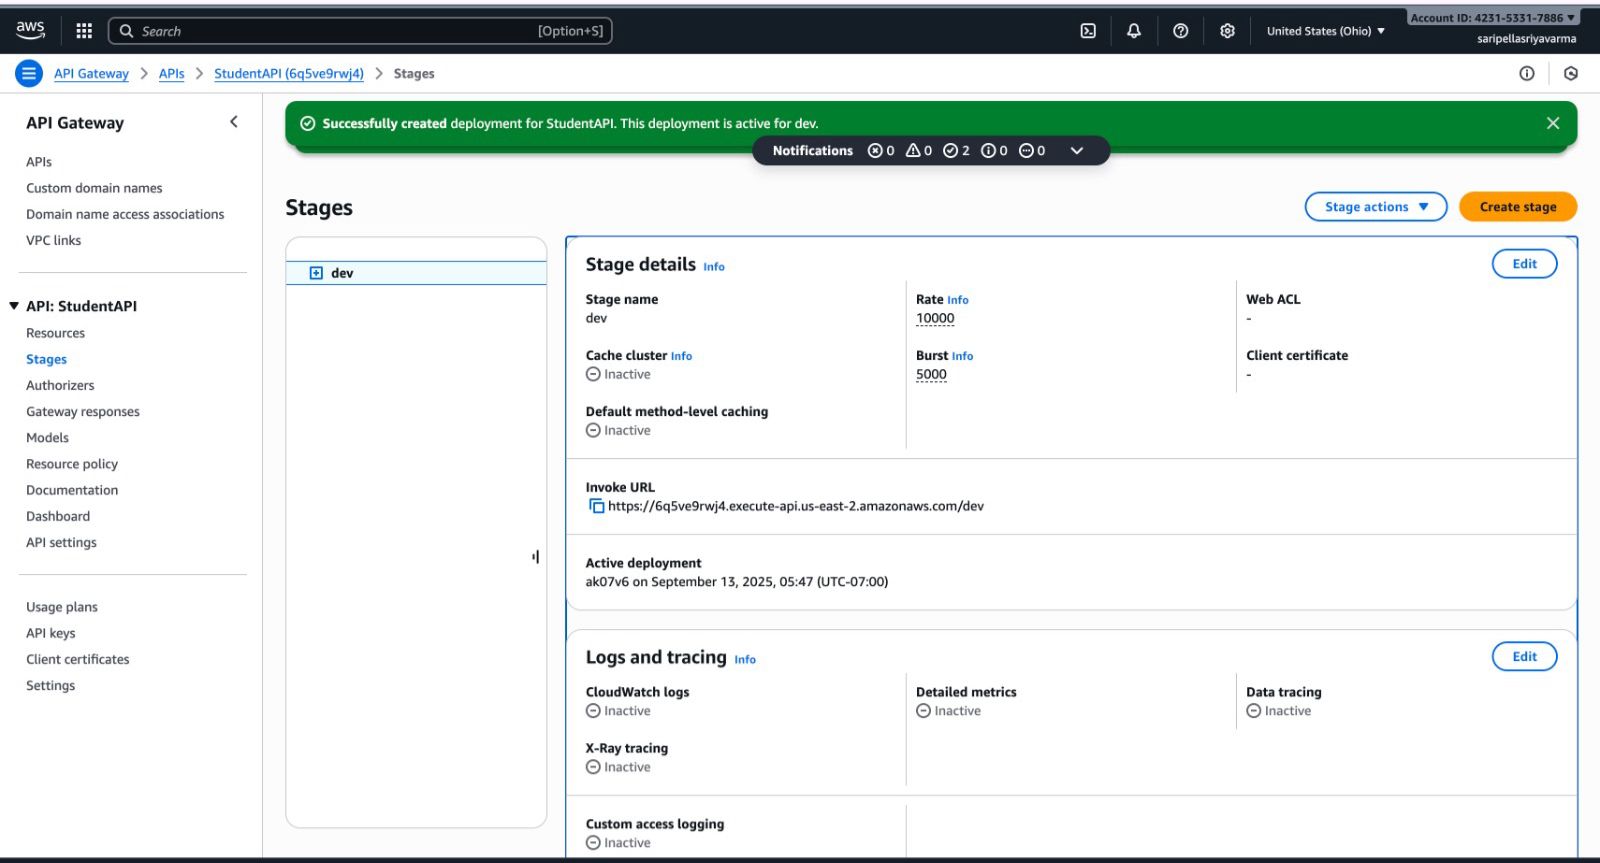 aws
Search [Option+S]
United States (Ohio) ▼
Account ID: 4231-5331-7886 ▼
saripellasriyavarma
API Gateway > APIs > StudentAPI (6q5ve9rwj4) > Stages
API Gateway
APIs
Custom domain names
Domain name access associations
VPC links
API: StudentAPI
Resources
Stages
Authorizers
Gateway responses
Models
Resource policy
Documentation
Dashboard
API settings
Usage plans
API keys
Client certificates
Settings
Successfully created deployment for StudentAPI. This deployment is active for dev.
Notifications 0 0 2 0 0
Stages
Stage actions ▼
Create stage
dev
Stage details Info
Edit
Stage name
dev
Rate Info
10000
Web ACL
-
Cache cluster Info
Inactive
Burst Info
5000
Client certificate
-
Default method-level caching
Inactive
Invoke URL
https://6q5ve9rwj4.execute-api.us-east-2.amazonaws.com/dev
Active deployment
ak07v6 on September 13, 2025, 05:47 (UTC-07:00)
Logs and tracing Info
Edit
CloudWatch logs
Inactive
Detailed metrics
Inactive
Data tracing
Inactive
X-Ray tracing
Inactive
Custom access logging
Inactive